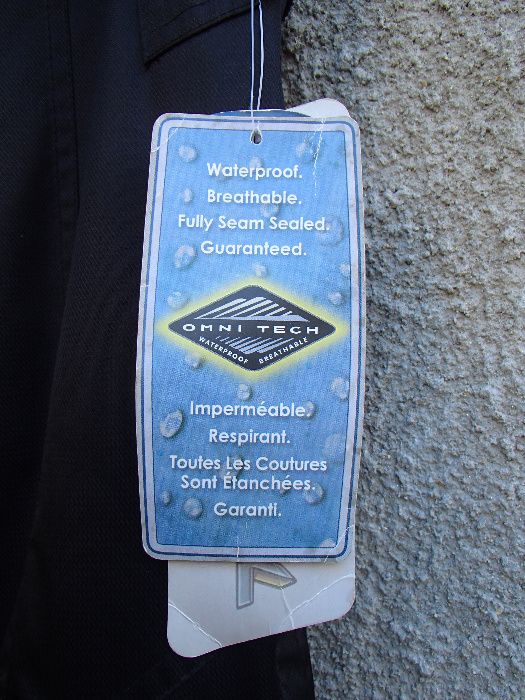 Waterproof.
Breathable.
Fully Seam Sealed.
Guaranteed.
OMNI TECH
WATERPROOF BREATHABLE
Imperméable.
Respirant.
Toutes Les Coutures
Sont Étanchées.
Garanti.